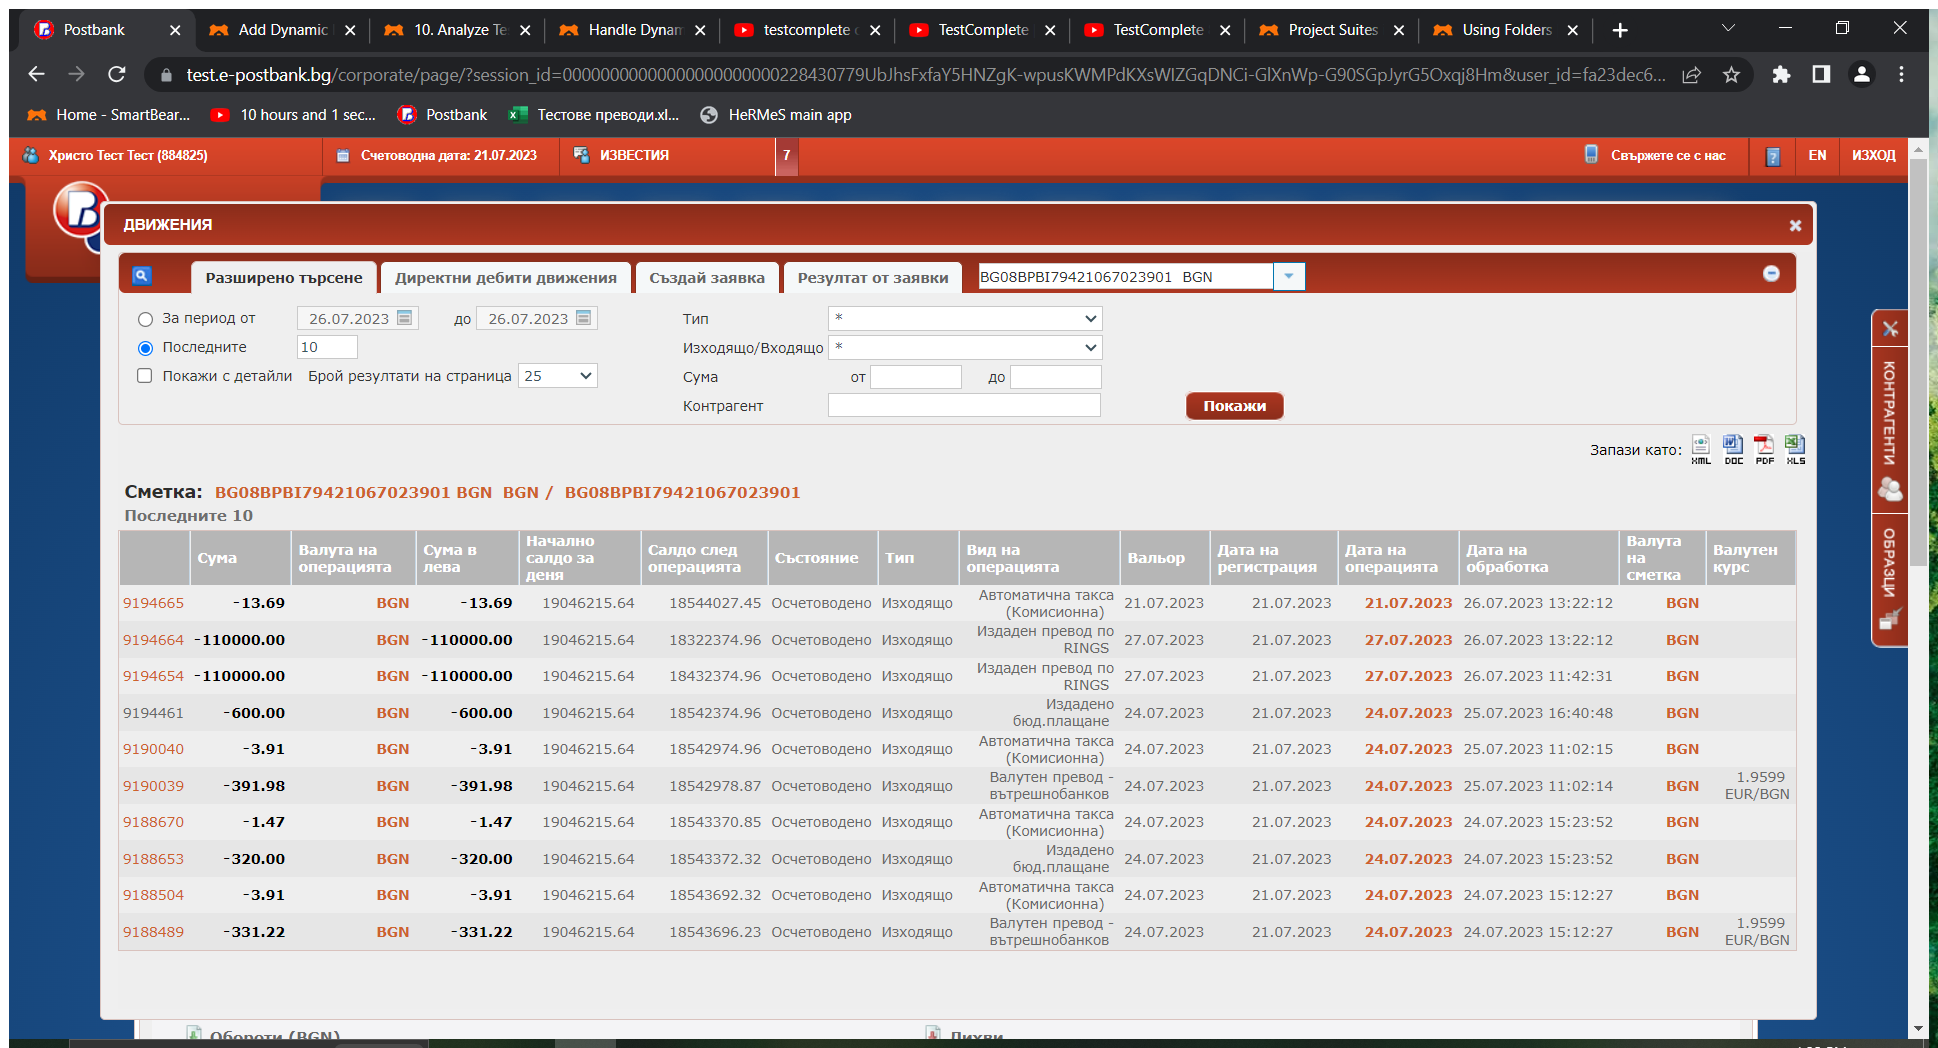 Postbank
Add Dynamic
10. Analyze Te
Handle Dynam
testcomplete
TestComplete
TestComplete
Project Suites
Using Folders
test.e-postbank.bg/corporate/page/?session_id=0000000000000000000000228430779UbJhsFxfaY5HNZgK-wpusKWMPdKXsWIZGqDNCi-GlXnWp-G90SGpJyrG5Oxqj8Hm&user_id=fa23dec6...
Home - SmartBear...
10 hours and 1 sec...
Postbank
Тестове преводи.xl...
HeRMeS main app
Христо Тест Тест (884825)
Счетоводна дата: 21.07.2023
ИЗВЕСТИЯ
7
Свържете се с нас
EN
ИЗХОД
ДВИЖЕНИЯ
Разширено търсене
Директни дебити движения
Създай заявка
Резултат от заявки
BG08BPBI79421067023901 BGN
За период от 26.07.2023 до 26.07.2023
Последните 10
Покажи с детайли Брой резултати на страница 25
Тип *
Изходящо/Входящо *
Сума от до
Контрагент
Покажи
КОНТРАГЕНТИ
ОБРАЗЦИ
Запази като: XML DOC PDF XLS
Сметка: BG08BPBI79421067023901 BGN BGN / BG08BPBI79421067023901
Последните 10
Сума
Валута на операцията
Сума в лева
Начално салдо за деня
Салдо след операцията
Състояние
Тип
Вид на операцията
Вальор
Дата на регистрация
Дата на операцията
Дата на обработка
Валута на сметка
Валутен курс
9194665 -13.69 BGN -13.69 19046215.64 18544027.45 Осчетоводено Изходящо Автоматична такса (Комисионна) 21.07.2023 21.07.2023 21.07.2023 26.07.2023 13:22:12 BGN
9194664 -110000.00 BGN -110000.00 19046215.64 18322374.96 Осчетоводено Изходящо Издаден превод по RINGS 27.07.2023 21.07.2023 27.07.2023 26.07.2023 13:22:12 BGN
9194654 -110000.00 BGN -110000.00 19046215.64 18432374.96 Осчетоводено Изходящо Издаден превод по RINGS 27.07.2023 21.07.2023 27.07.2023 26.07.2023 11:42:31 BGN
9194461 -600.00 BGN -600.00 19046215.64 18542374.96 Осчетоводено Изходящо Издадено бюд.плащане 24.07.2023 21.07.2023 24.07.2023 25.07.2023 16:40:48 BGN
9190040 -3.91 BGN -3.91 19046215.64 18542974.96 Осчетоводено Изходящо Автоматична такса (Комисионна) 24.07.2023 21.07.2023 24.07.2023 25.07.2023 11:02:15 BGN
9190039 -391.98 BGN -391.98 19046215.64 18542978.87 Осчетоводено Изходящо Валутен превод - вътрешнобанков 24.07.2023 21.07.2023 24.07.2023 25.07.2023 11:02:14 BGN 1.9599 EUR/BGN
9188670 -1.47 BGN -1.47 19046215.64 18543370.85 Осчетоводено Изходящо Автоматична такса (Комисионна) 24.07.2023 21.07.2023 24.07.2023 24.07.2023 15:23:52 BGN
9188653 -320.00 BGN -320.00 19046215.64 18543372.32 Осчетоводено Изходящо Издадено бюд.плащане 24.07.2023 21.07.2023 24.07.2023 24.07.2023 15:23:52 BGN
9188504 -3.91 BGN -3.91 19046215.64 18543692.32 Осчетоводено Изходящо Автоматична такса (Комисионна) 24.07.2023 21.07.2023 24.07.2023 24.07.2023 15:12:27 BGN
9188489 -331.22 BGN -331.22 19046215.64 18543696.23 Осчетоводено Изходящо Валутен превод - вътрешнобанков 24.07.2023 21.07.2023 24.07.2023 24.07.2023 15:12:27 BGN 1.9599 EUR/BGN
Обороти (BGN)
Лихви